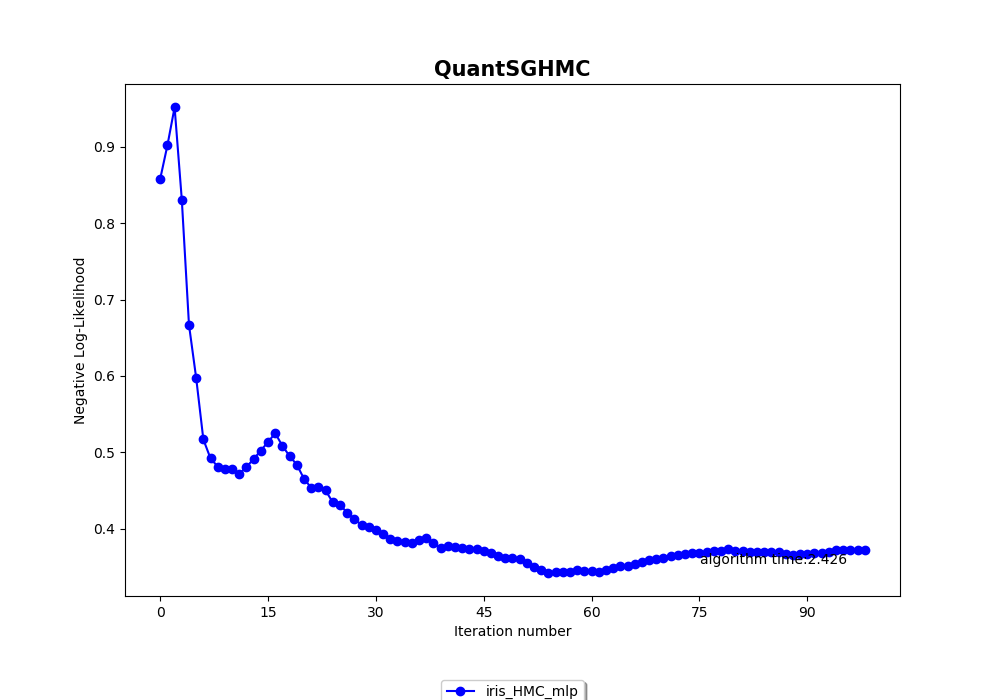 QuantSGHMC
Negative Log-Likelihood
0.9
0.8
0.7
0.6
0.5
0.4
algorithm time:2.426
0 15 30 45 60 75 90
Iteration number
iris_HMC_mlp